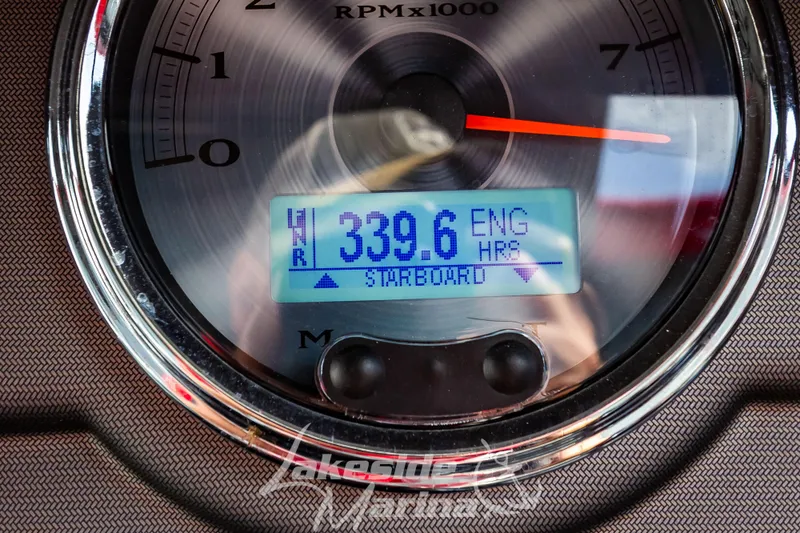 2
RPMx1000
1
7
0
F
N
R
339.6 ENG
HRS
STARBOARD
M
T
Lakeside
Marina